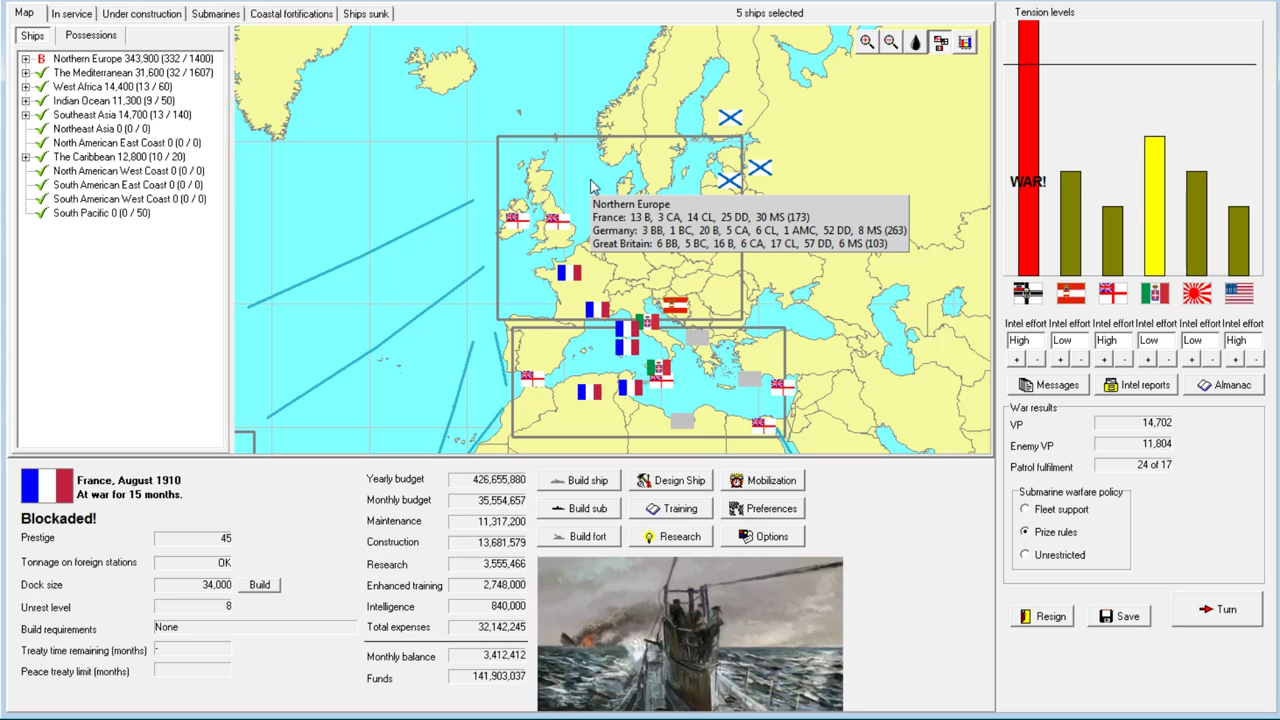 Map In service Under construction Submarines Coastal fortifications Ships sunk 5 ships selected
Ships Possessions
Northern Europe 343,900 (332 / 1400)
The Mediterranean 31,600 (32 / 1607)
West Africa 14,400 (13 / 60)
Indian Ocean 11,300 (9 / 50)
Southeast Asia 14,700 (13 / 140)
Northeast Asia 0 (0 / 0)
North American East Coast 0 (0 / 0)
The Caribbean 12,800 (10 / 20)
North American West Coast 0 (0 / 0)
South American East Coast 0 (0 / 0)
South American West Coast 0 (0 / 0)
South Pacific 0 (0 / 50)
B
Northern Europe
France: 13 B, 3 CA, 14 CL, 25 DD, 30 MS (173)
Germany: 3 BB, 1 BC, 20 B, 5 CA, 6 CL, 1 AMC, 52 DD, 8 MS (263)
Great Britain: 6 BB, 5 BC, 16 B, 6 CA, 17 CL, 57 DD, 6 MS (103)
Tension levels
WAR!
Intel effort Intel effort Intel effort Intel effort Intel effort Intel effort
High Low High Low Low High
+ - + - + - + - + - + -
Messages Intel reports Almanac
War results
VP 14,702
Enemy VP 11,804
Patrol fulfilment 24 of 17
Submarine warfare policy
Fleet support
Prize rules
Unrestricted
Resign Save Turn
France, August 1910
At war for 15 months.
Blockaded!
Prestige 45
Tonnage on foreign stations OK
Dock size 34,000 Build
Unrest level 8
Build requirements None
Treaty time remaining (months) -
Peace treaty limit (months)
Yearly budget 426,655,880
Monthly budget 35,554,657
Maintenance 11,317,200
Construction 13,681,579
Research 3,555,466
Enhanced training 2,748,000
Intelligence 840,000
Total expenses 32,142,245
Monthly balance 3,412,412
Funds 141,903,037
Build ship Design Ship Mobilization
Build sub Training Preferences
Build fort Research Options